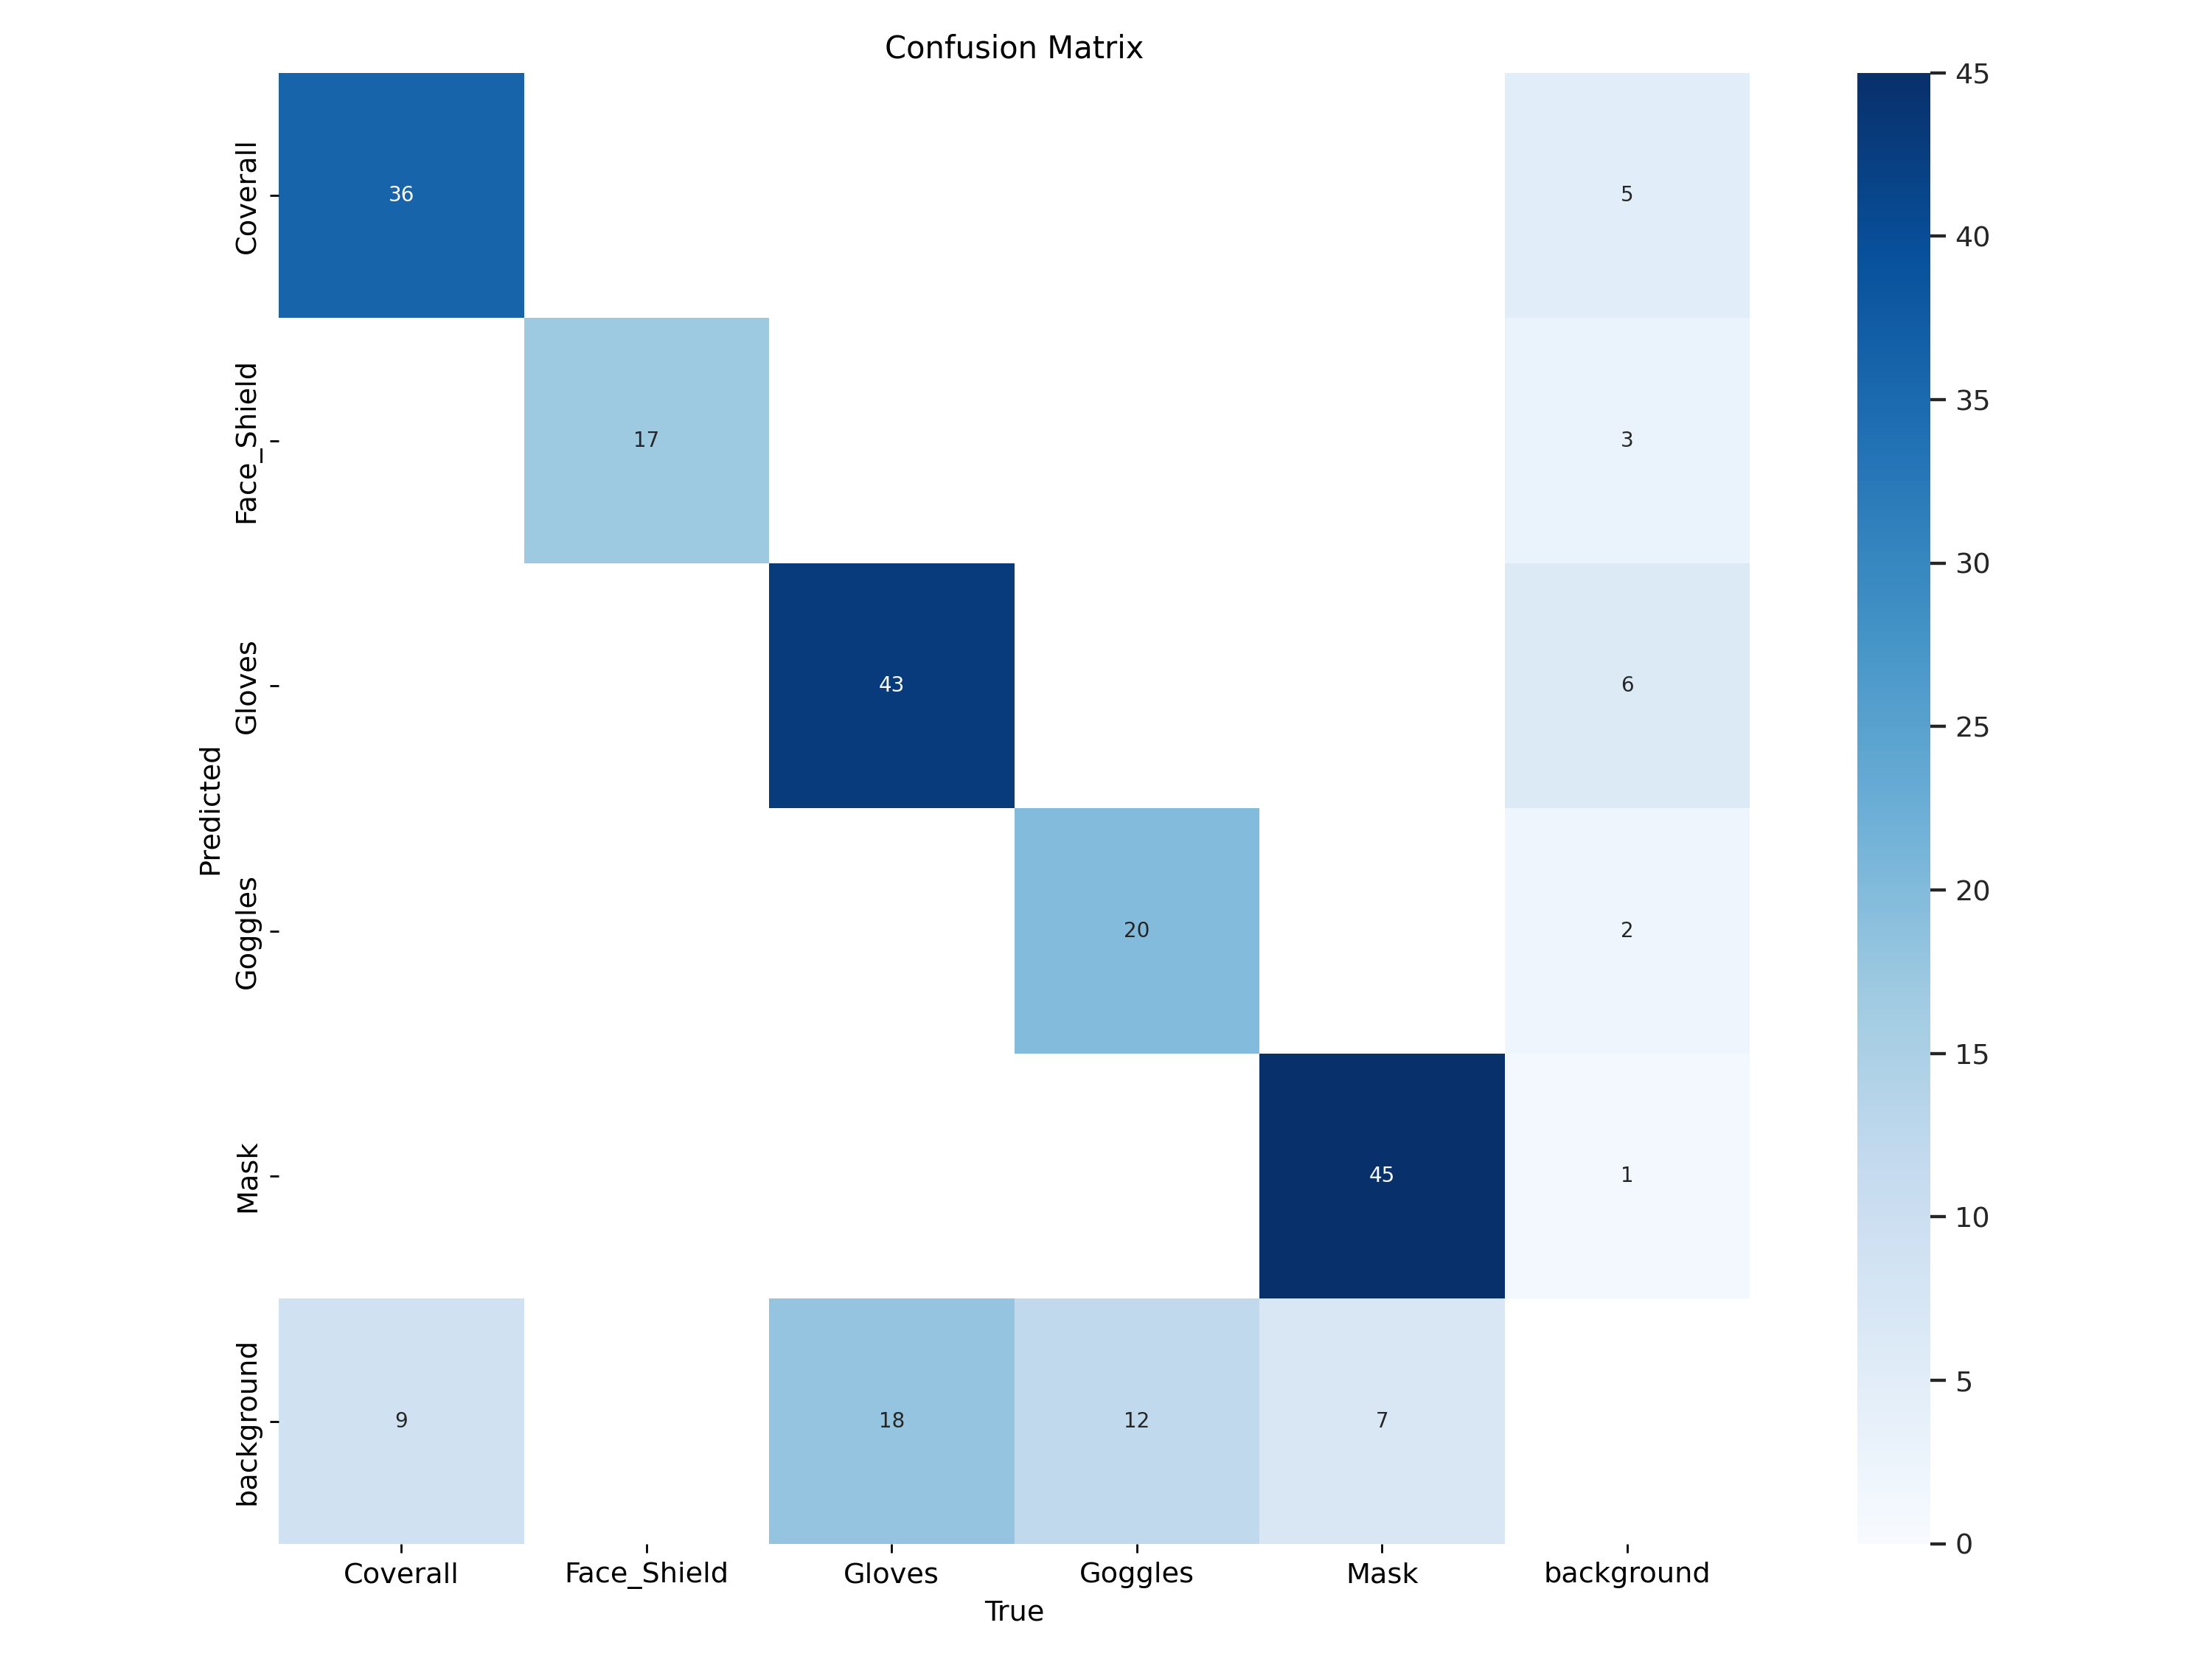 Confusion Matrix
Coverall
36
5
Face_Shield
17
3
Gloves
43
6
Goggles
20
2
Mask
45
1
background
9
18
12
7
Predicted
Coverall
Face_Shield
Gloves
Goggles
Mask
background
True
45
40
35
30
25
20
15
10
5
0